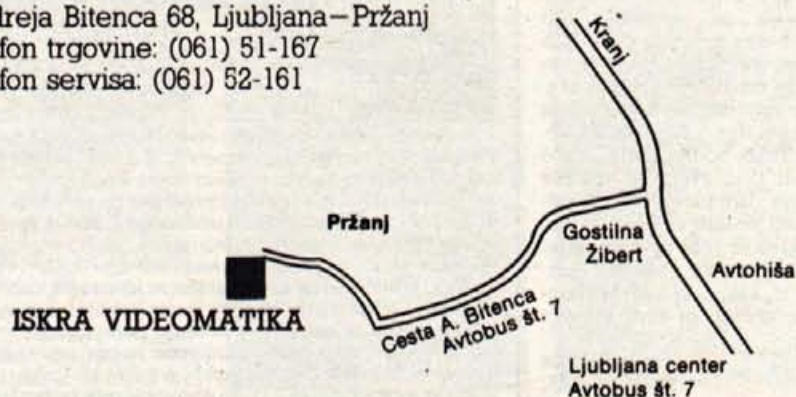 dreja Bitenca 68, Ljubljana–Pržanj
fon trgovine: (061) 51-167
fon servisa: (061) 52-161
Kranj
Pržanj
Gostilna
Žibert
Avtohiša
ISKRA VIDEOMATIKA
Cesta A. Bitenca
Avtobus št. 7
Ljubljana center
Avtobus št. 7